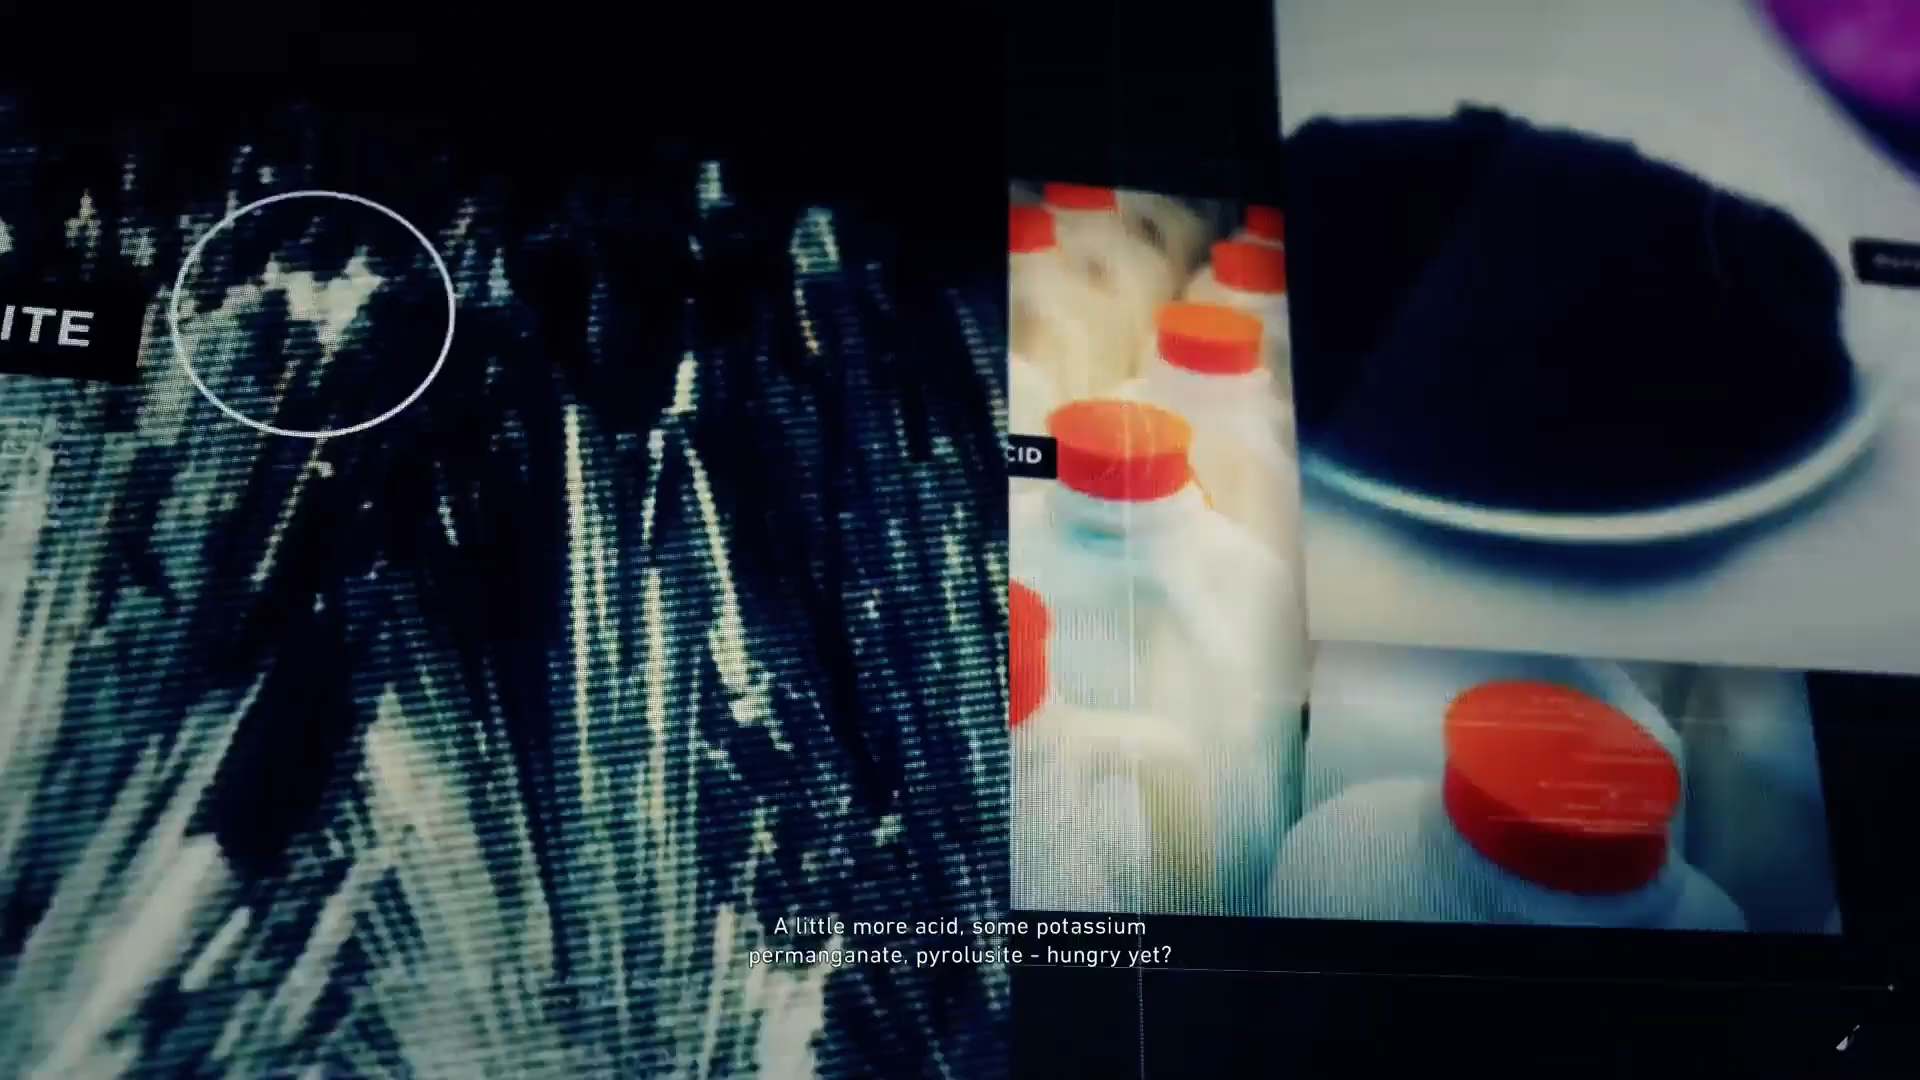 ITE
CID
A little more acid, some potassium
permanganate, pyrolusite - hungry yet?